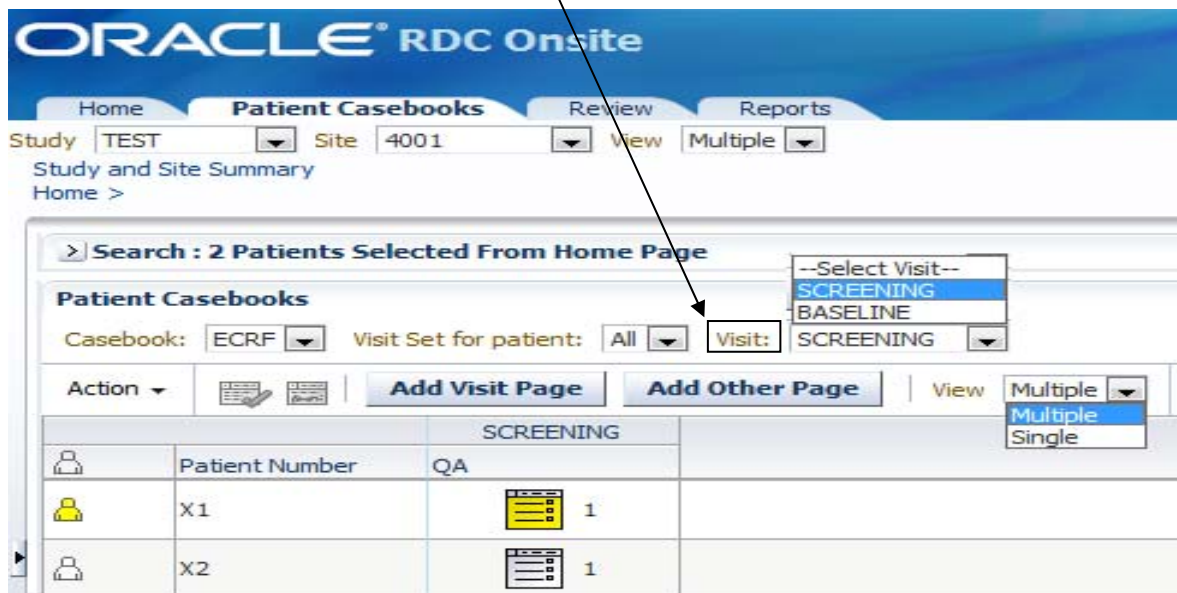 ORACLE® RDC Onsite
Home Patient Casebooks Review Reports
Study TEST Site 4001 View Multiple
Study and Site Summary
Home >
Search : 2 Patients Selected From Home Page
--Select Visit--
SCREENING
BASELINE
Patient Casebooks
Casebook: ECRF Visit Set for patient: All Visit: SCREENING
Action Add Visit Page Add Other Page View Multiple
Multiple
Single
SCREENING
Patient Number QA
X1 1
X2 1